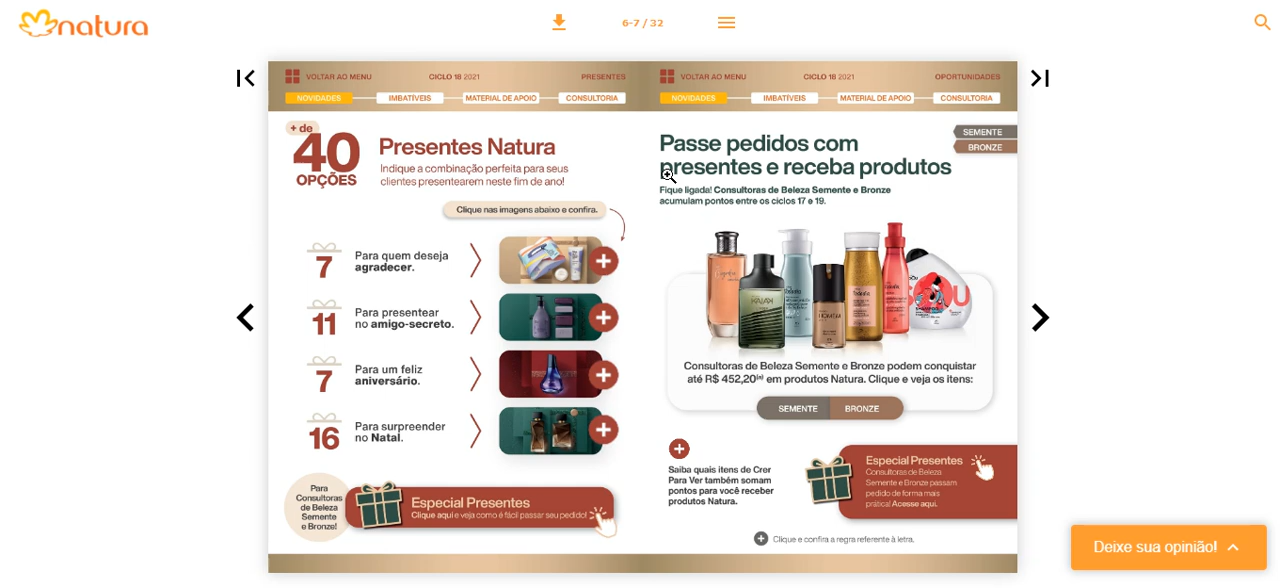 natura
6-7 / 32
VOLTAR AO MENU
CICLO 18 2021
PRESENTES
NOVIDADES
IMBATÍVEIS
MATERIAL DE APOIO
CONSULTORIA
+ de
40
OPÇÕES
Presentes Natura
Indique a combinação perfeita para seus
clientes presentearem neste fim de ano!
Clique nas imagens abaixo e confira.
7
Para quem deseja
agradecer.
11
Para presentear
no amigo-secreto.
7
Para um feliz
aniversário.
16
Para surpreender
no Natal.
Para
Consultoras
de Beleza
Semente
e Bronze!
Especial Presentes
Clique aqui e veja como é fácil passar seu pedido!
VOLTAR AO MENU
CICLO 18 2021
OPORTUNIDADES
NOVIDADES
IMBATÍVEIS
MATERIAL DE APOIO
CONSULTORIA
SEMENTE
BRONZE
Passe pedidos com
presentes e receba produtos
Fique ligada! Consultoras de Beleza Semente e Bronze
acumulam pontos entre os ciclos 17 e 19.
KAIAK
HOMEM
Consultoras de Beleza Semente e Bronze podem conquistar
até R$ 452,20(a) em produtos Natura. Clique e veja os itens:
SEMENTE
BRONZE
Saiba quais itens de Crer
Para Ver também somam
pontos para você receber
produtos Natura.
Especial Presentes
Consultoras de Beleza
Semente e Bronze passam
pedido de forma mais
prática! Acesse aqui.
Clique e confira a regra referente à letra.
Deixe sua opinião!